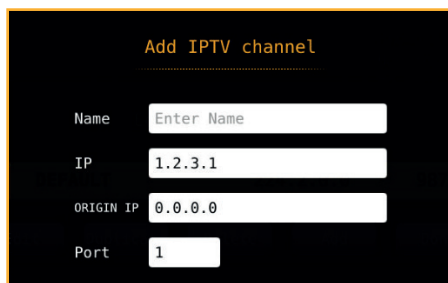 Add IPTV channel
Name Enter Name
IP 1.2.3.1
ORIGIN IP 0.0.0.0
Port 1